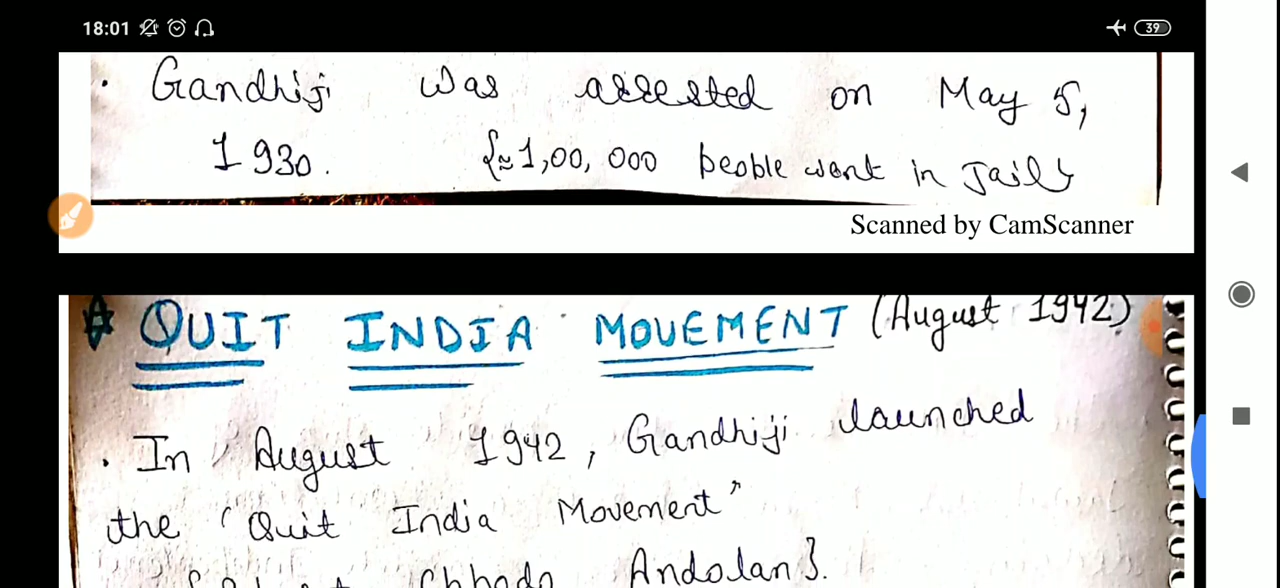 18:01
39
· Gandhiji was arrested on May 5,
1930. {≈1,00,000 people went in Jail}
Scanned by CamScanner
☆ QUIT INDIA MOVEMENT (August 1942)
· In August 1942, Gandhiji launched
the "Quit India Movement"
Chhodo Andolan}.